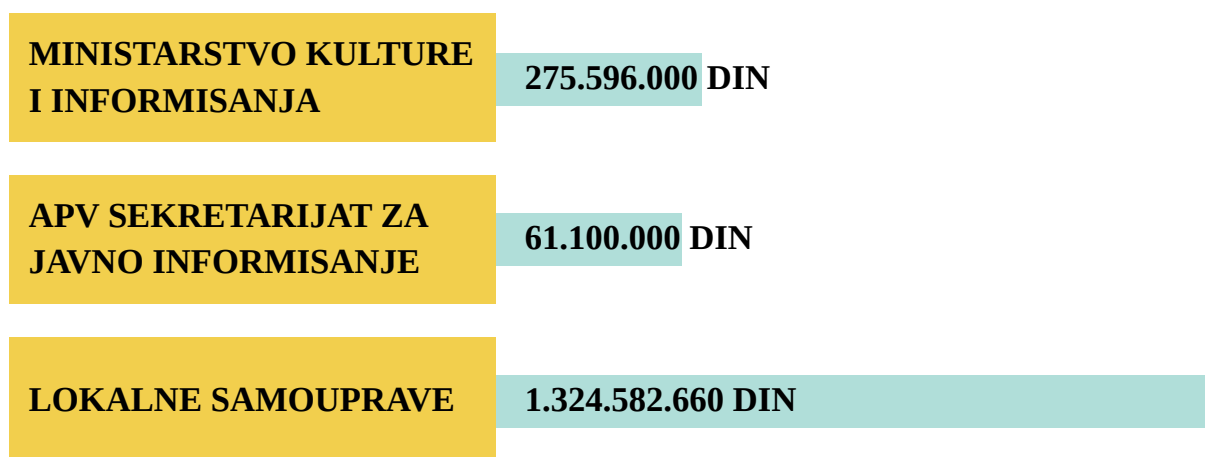 MINISTARSTVO KULTURE
I INFORMISANJA
275.596.000 DIN
APV SEKRETARIJAT ZA
JAVNO INFORMISANJE
61.100.000 DIN
LOKALNE SAMOUPRAVE
1.324.582.660 DIN